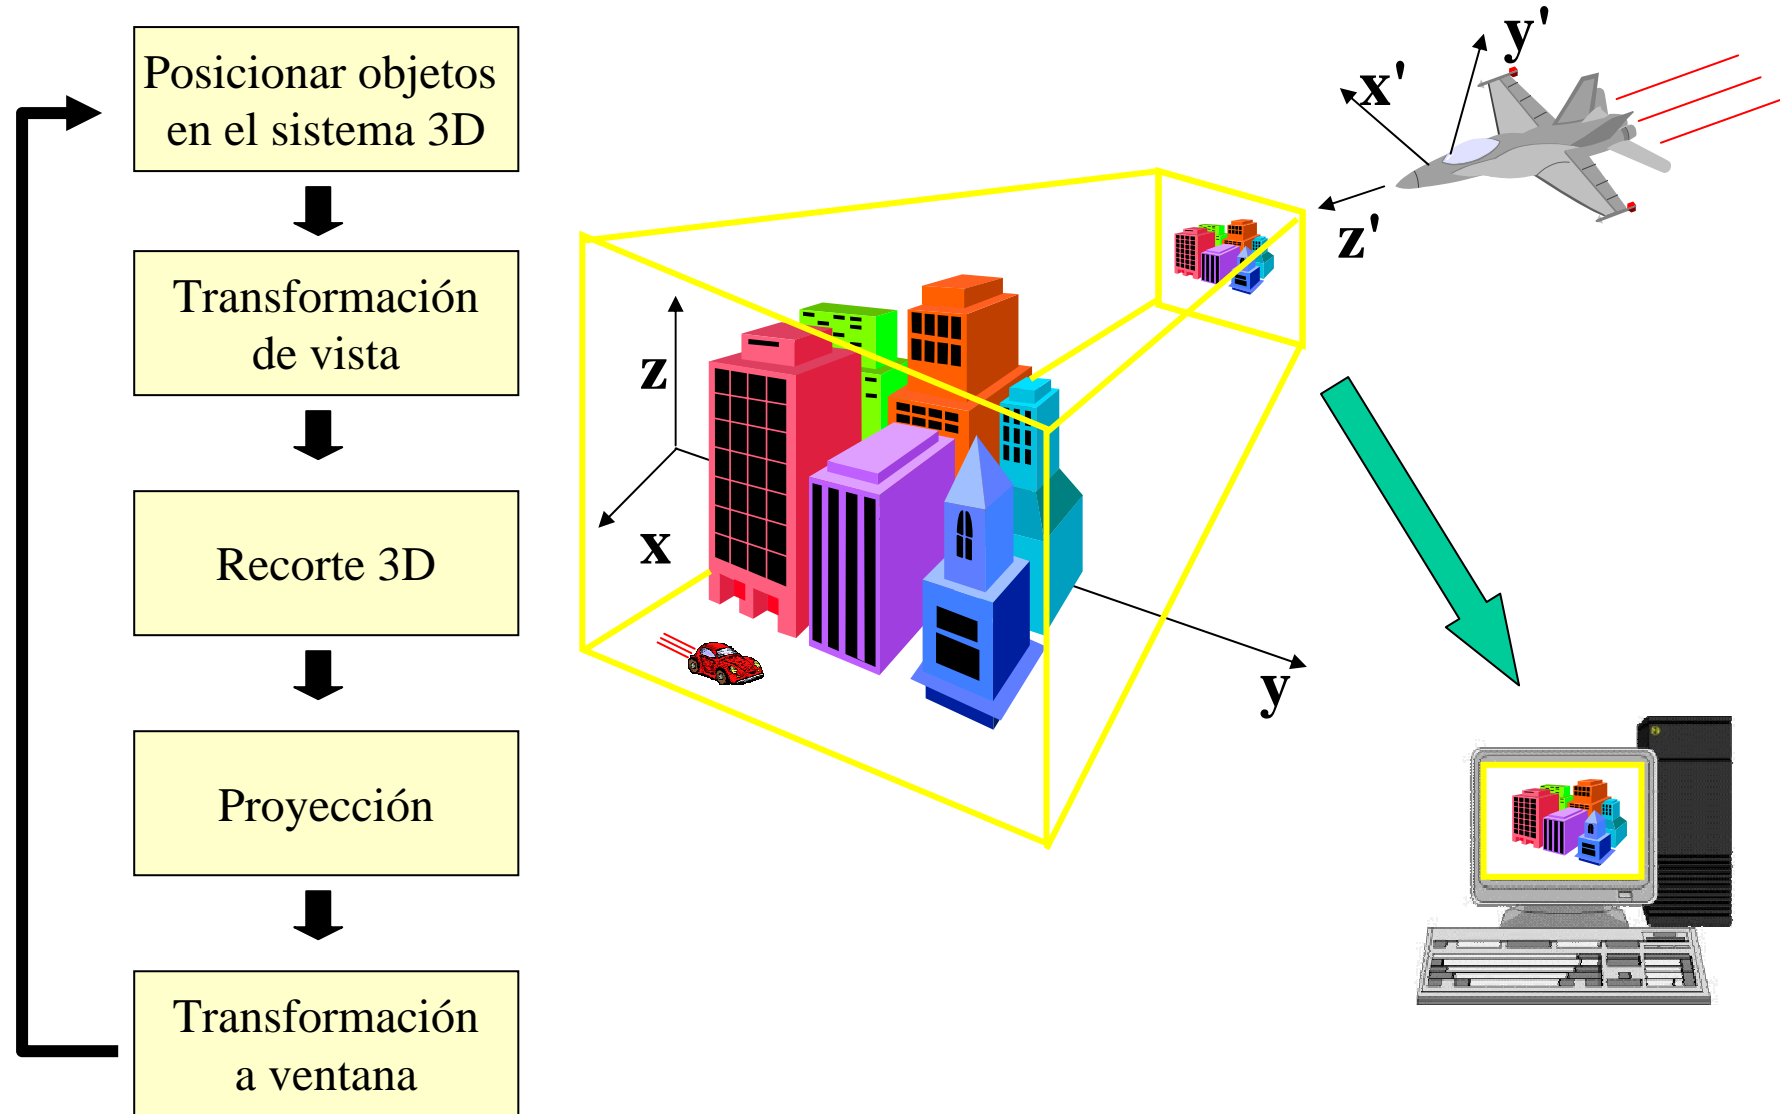 Posicionar objetos
en el sistema 3D
Transformación
de vista
Recorte 3D
Proyección
Transformación
a ventana
z
x
y
y'
x'
z'